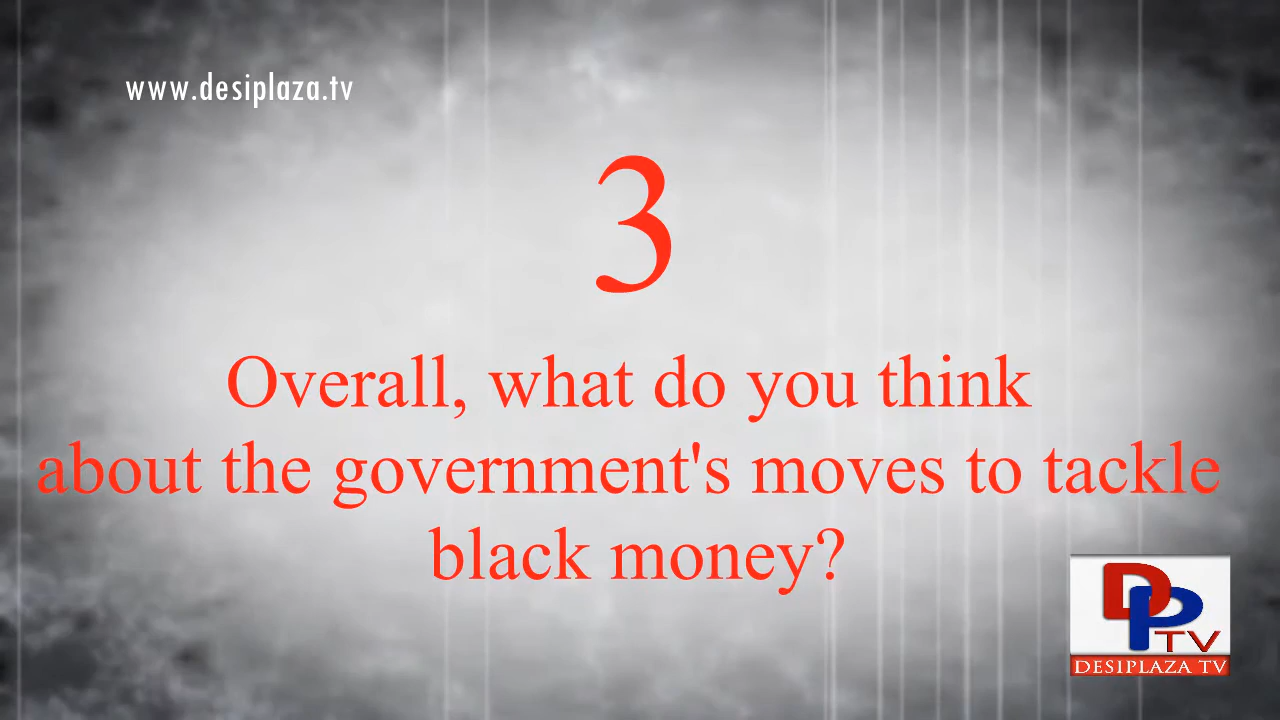 www.desiplaza.tv
3
Overall, what do you think
about the government's moves to tackle
black money?
DP
TV
DESIPLAZA TV